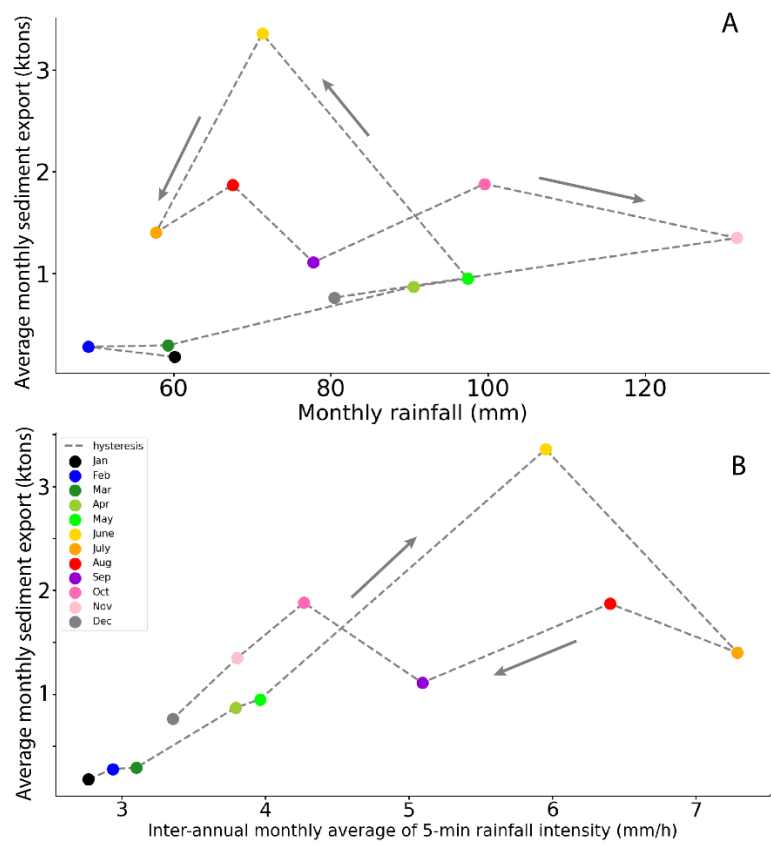 A
Average monthly sediment export (ktons)
3
2
1
60
80
100
120
Monthly rainfall (mm)
B
Average monthly sediment export (ktons)
3
2
1
hysteresis
Jan
Feb
Mar
Apr
May
June
July
Aug
Sep
Oct
Nov
Dec
3
4
5
6
7
Inter-annual monthly average of 5-min rainfall intensity (mm/h)